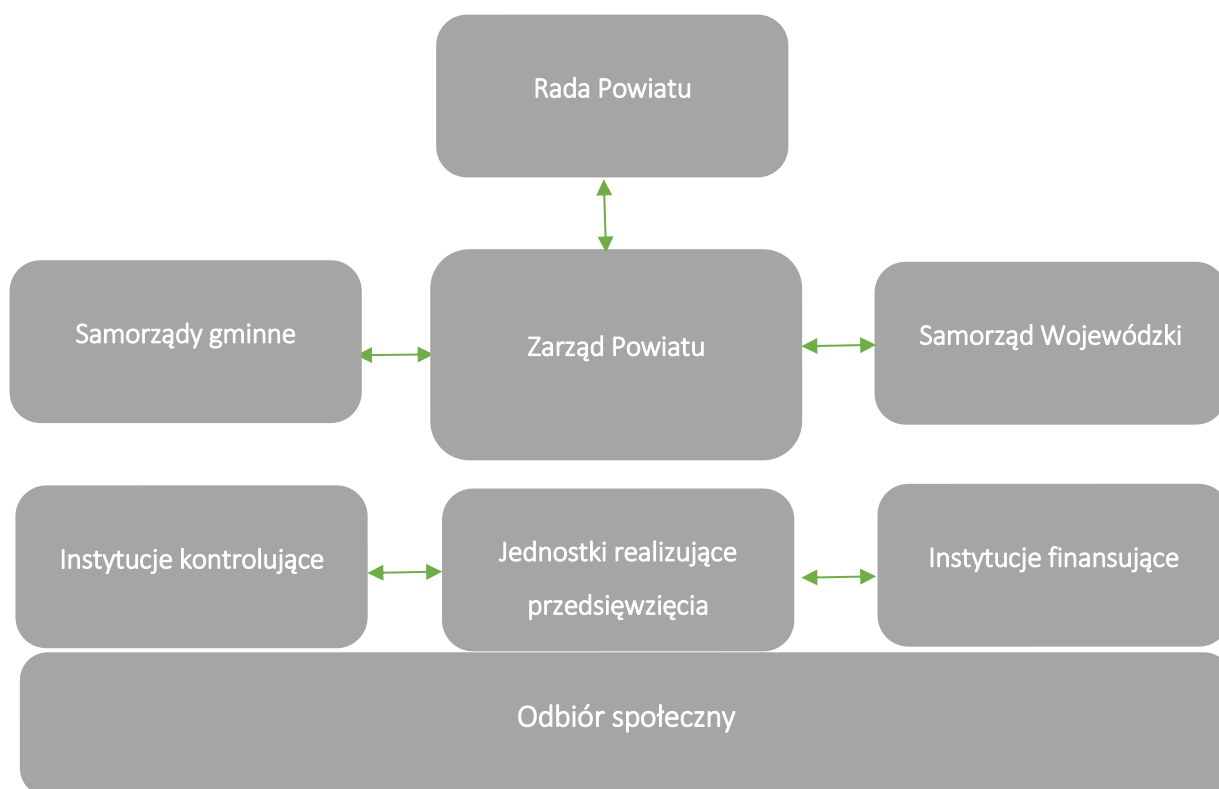 Rada Powiatu
Samorządy gminne
Zarząd Powiatu
Samorząd Wojewódzki
Instytucje kontrolujące
Jednostki realizujące
przedsięwzięcia
Instytucje finansujące
Odbiór społeczny